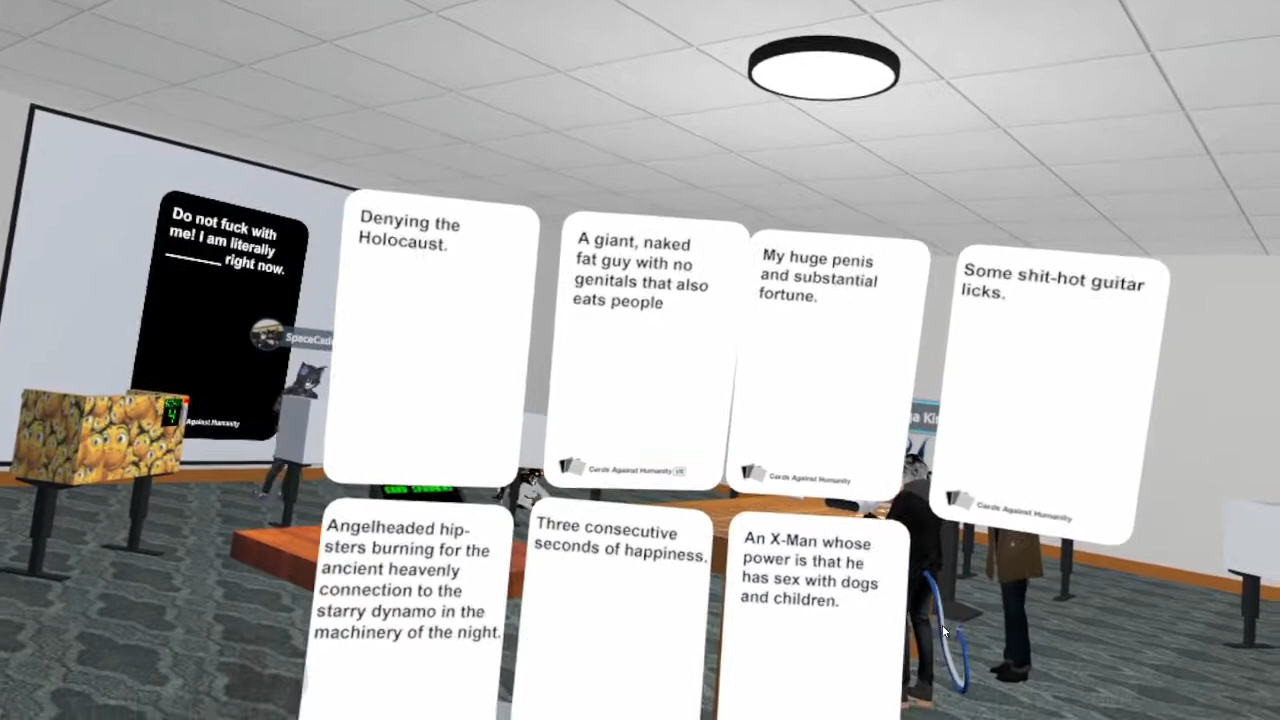 Do not fuck with
me! I am literally
_______ right now.
Against Humanity
SpaceCad
4
Denying the
Holocaust.
A giant, naked
fat guy with no
genitals that also
eats people
Cards Against Humanity
My huge penis
and substantial
fortune.
Cards Against Humanity
Some shit-hot guitar
licks.
Cards Against Humanity
Angelheaded hip-
sters burning for the
ancient heavenly
connection to the
starry dynamo in the
machinery of the night.
Three consecutive
seconds of happiness.
An X-Man whose
power is that he
has sex with dogs
and children.